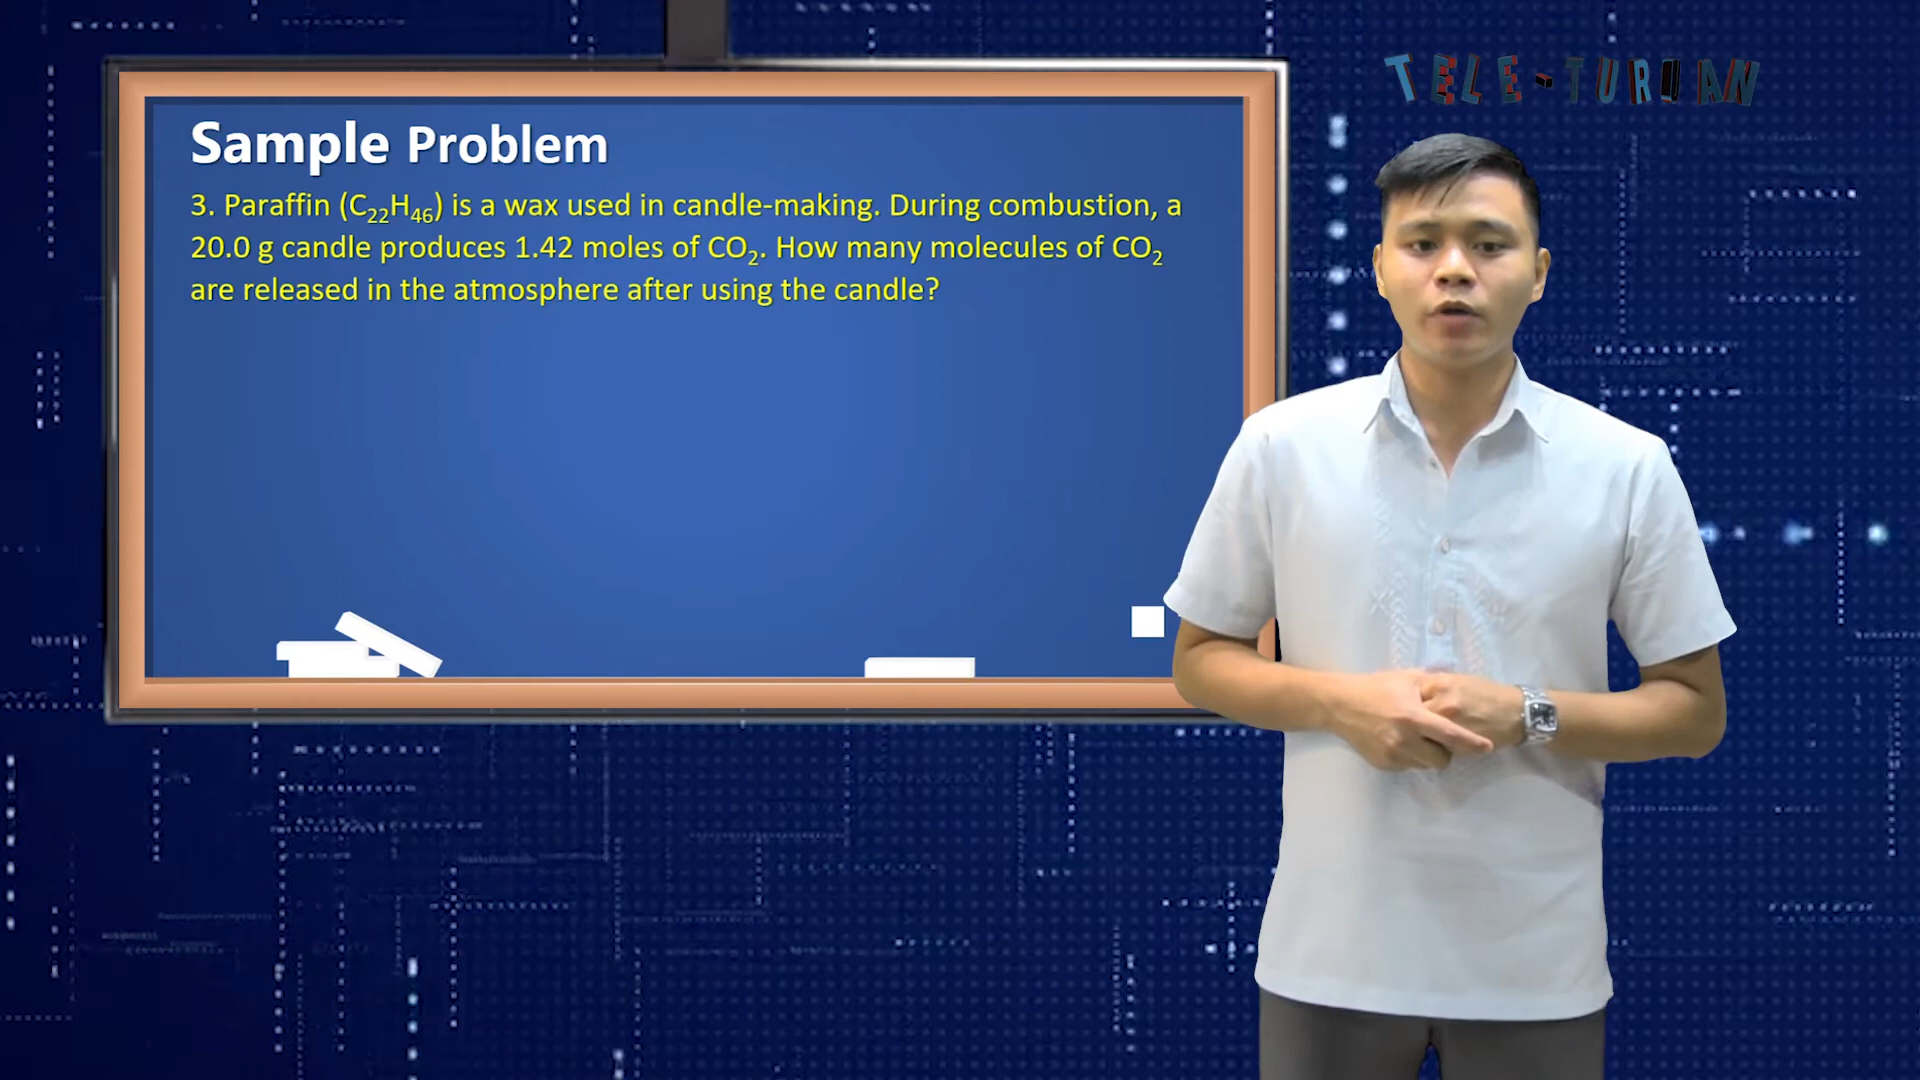 TELE-TURUAN
Sample Problem
3. Paraffin (C₂₂H₄₆) is a wax used in candle-making. During combustion, a
20.0 g candle produces 1.42 moles of CO₂. How many molecules of CO₂
are released in the atmosphere after using the candle?